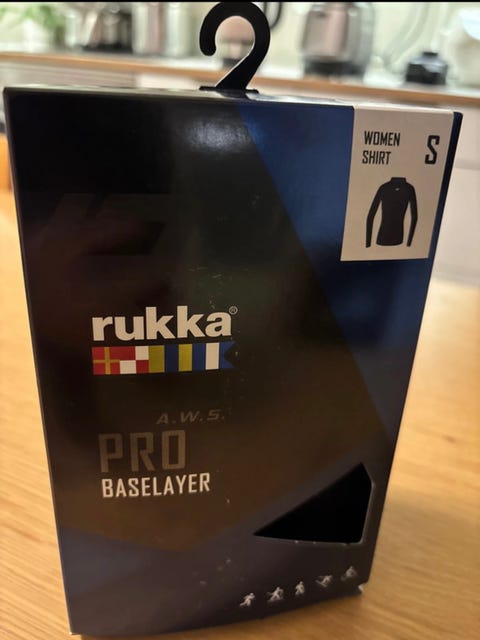 WOMEN
SHIRT
S
rukka®
A.W.S.
PRO
BASELAYER